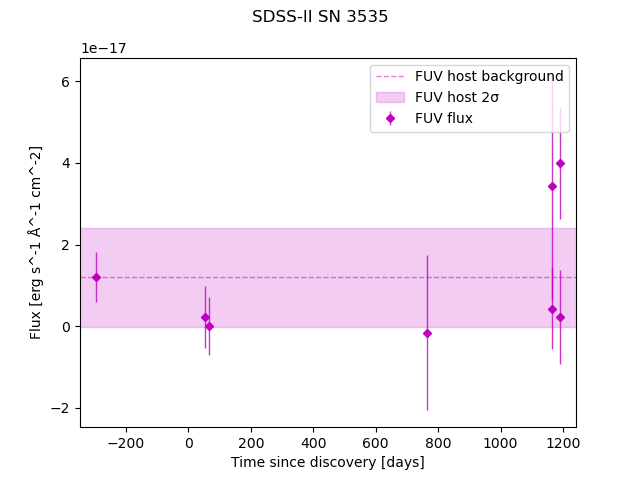 SDSS-II SN 3535
1e−17
FUV host background
FUV host 2σ
FUV flux
6
4
2
0
−2
Flux [erg s^-1 Å^-1 cm^-2]
−200 0 200 400 600 800 1000 1200
Time since discovery [days]